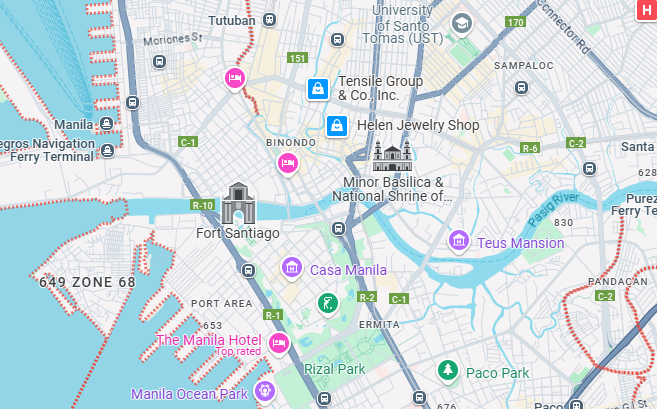 University
of Santo
Tomas (UST)
Tutuban
170
H
Connector Rd
Moriones St
151
SAMPALOC
Tensile Group
& Co., Inc.
Manila
Helen Jewelry Shop
egros Navigation
Ferry Terminal
C-1
BINONDO
R-6
C-2
Santa
628
Minor Basilica &
National Shrine of...
R-10
Fort Santiago
Pasig River
Purez
Ferry Te
830
Teus Mansion
Casa Manila
649 ZONE 68
PANDACAN
C-2
PORT AREA
R-2
C-1
R-1
653
ERMITA
The Manila Hotel
Top rated
Rizal Park
Paco Park
Manila Ocean Park
676
Paco